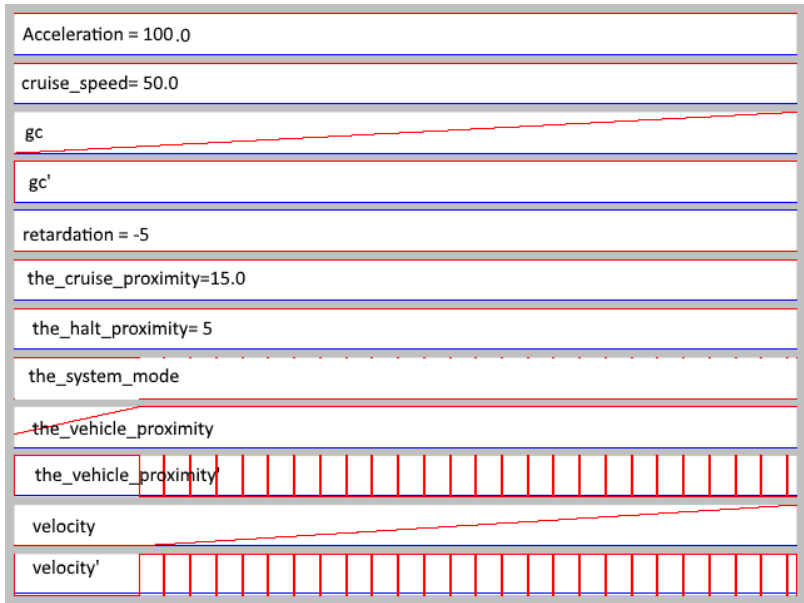 Acceleration = 100.0
cruise_speed= 50.0
gc
gc'
retardation = -5
the_cruise_proximity=15.0
the_halt_proximity= 5
the_system_mode
the_vehicle_proximity
the_vehicle_proximity'
velocity
velocity'